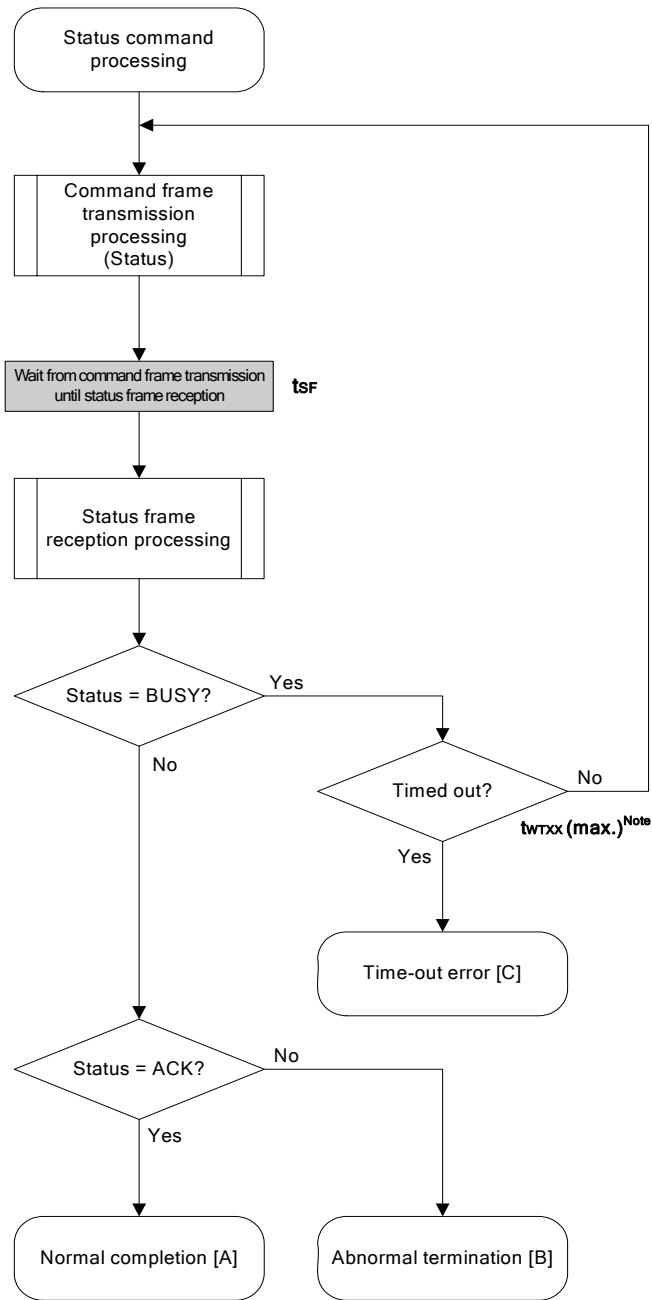 Status command
processing
Command frame
transmission
processing
(Status)
Wait from command frame transmission
until status frame reception
tSF
Status frame
reception processing
Status = BUSY?
Yes
No
Timed out?
No
tWTXX (max.)Note
Yes
Time-out error [C]
Status = ACK?
No
Yes
Normal completion [A]
Abnormal termination [B]